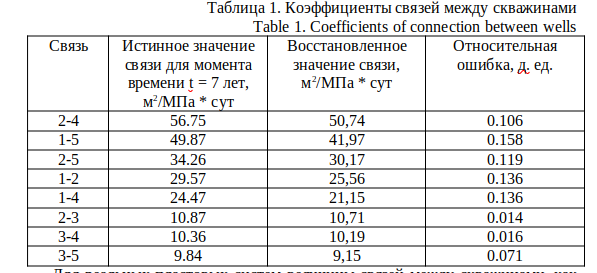 Таблица 1. Коэффициенты связей между скважинами
Table 1. Coefficients of connection between wells
Связь Истинное значение связи для момента времени t = 7 лет, м²/МПа * сут Восстановленное значение связи, м²/МПа * сут Относительная ошибка, д. ед.
2-4 56.75 50,74 0.106
1-5 49.87 41,97 0.158
2-5 34.26 30,17 0.119
1-2 29.57 25,56 0.136
1-4 24.47 21,15 0.136
2-3 10.87 10,71 0.014
3-4 10.36 10,19 0.016
3-5 9.84 9,15 0.071